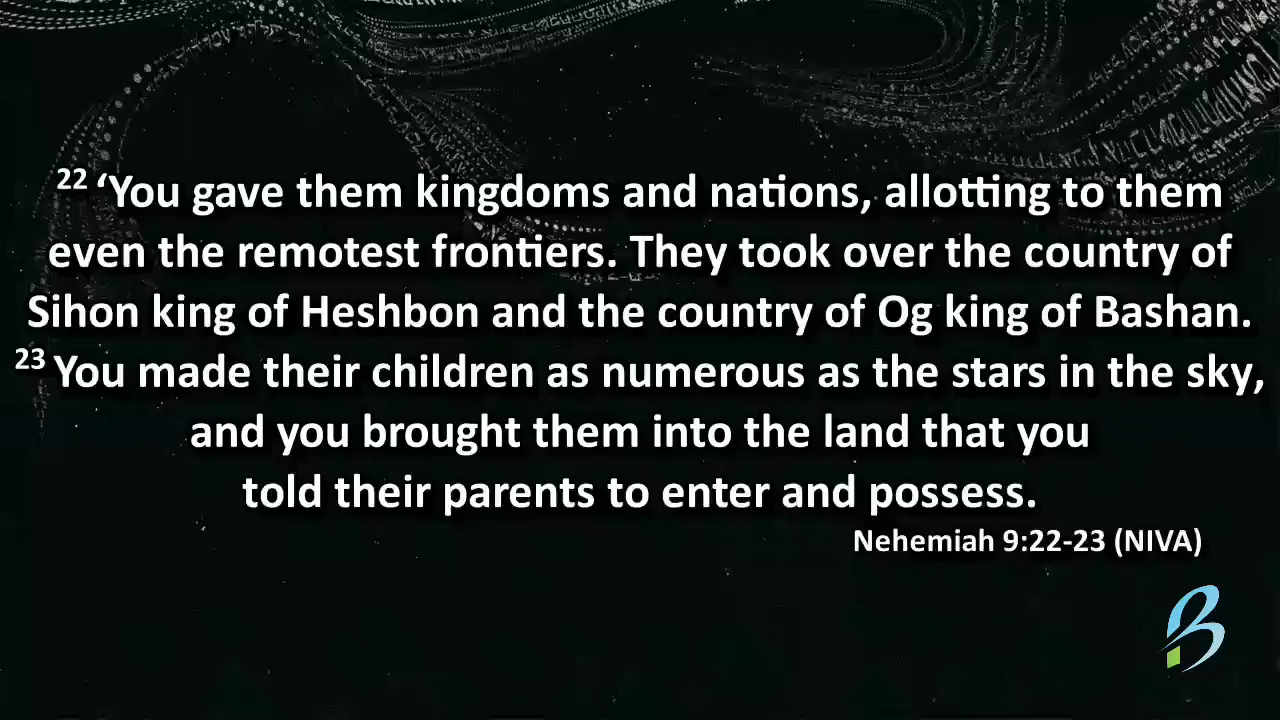 22 ‘You gave them kingdoms and nations, allotting to them
even the remotest frontiers. They took over the country of
Sihon king of Heshbon and the country of Og king of Bashan.
23 You made their children as numerous as the stars in the sky,
and you brought them into the land that you
told their parents to enter and possess.
Nehemiah 9:22-23 (NIVA)
B